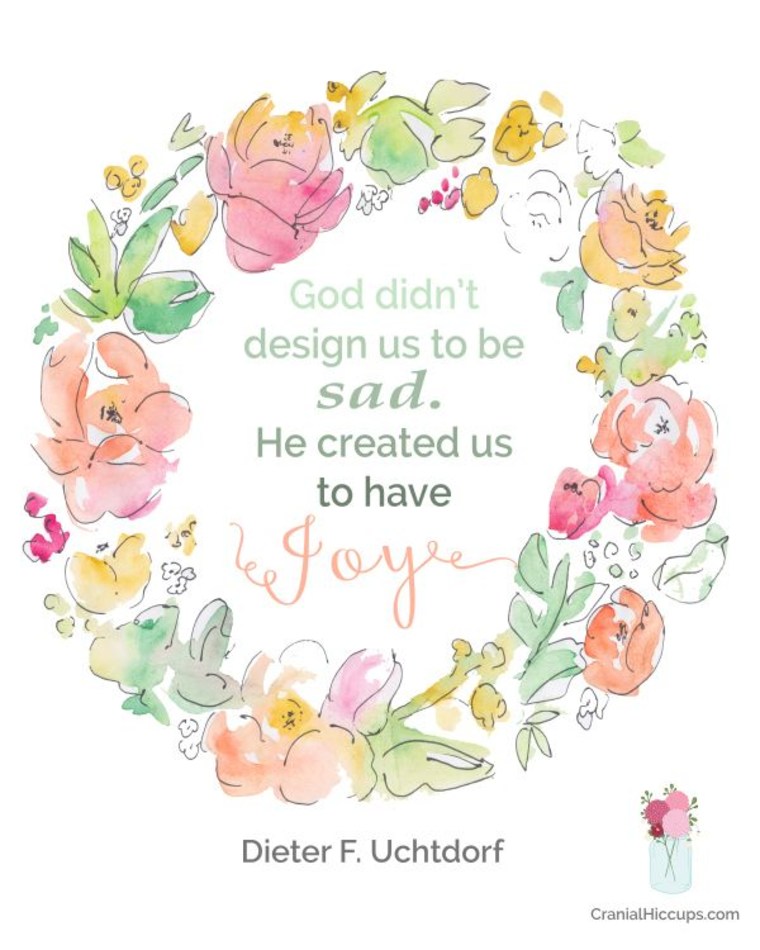 God didn't
design us to be
sad.
He created us
to have
Joy
Dieter F. Uchtdorf
CranialHiccups.com